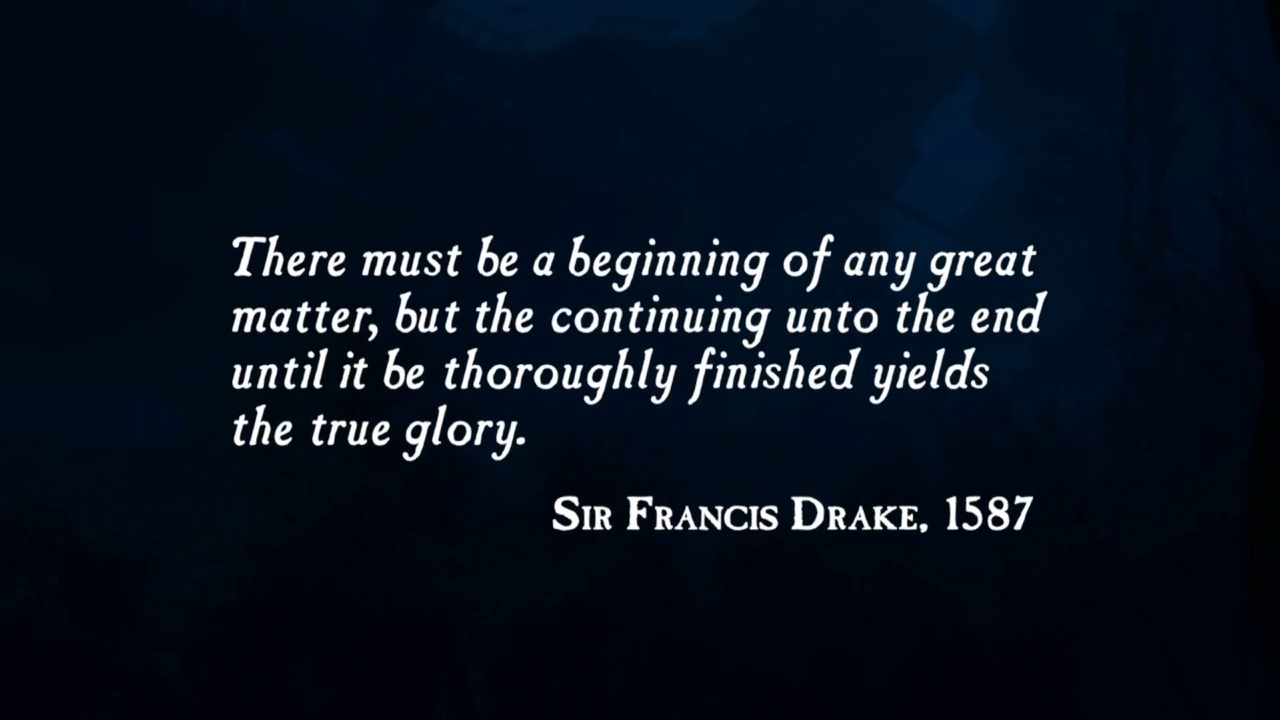 There must be a beginning of any great
matter, but the continuing unto the end
until it be thoroughly finished yields
the true glory.
Sir Francis Drake, 1587